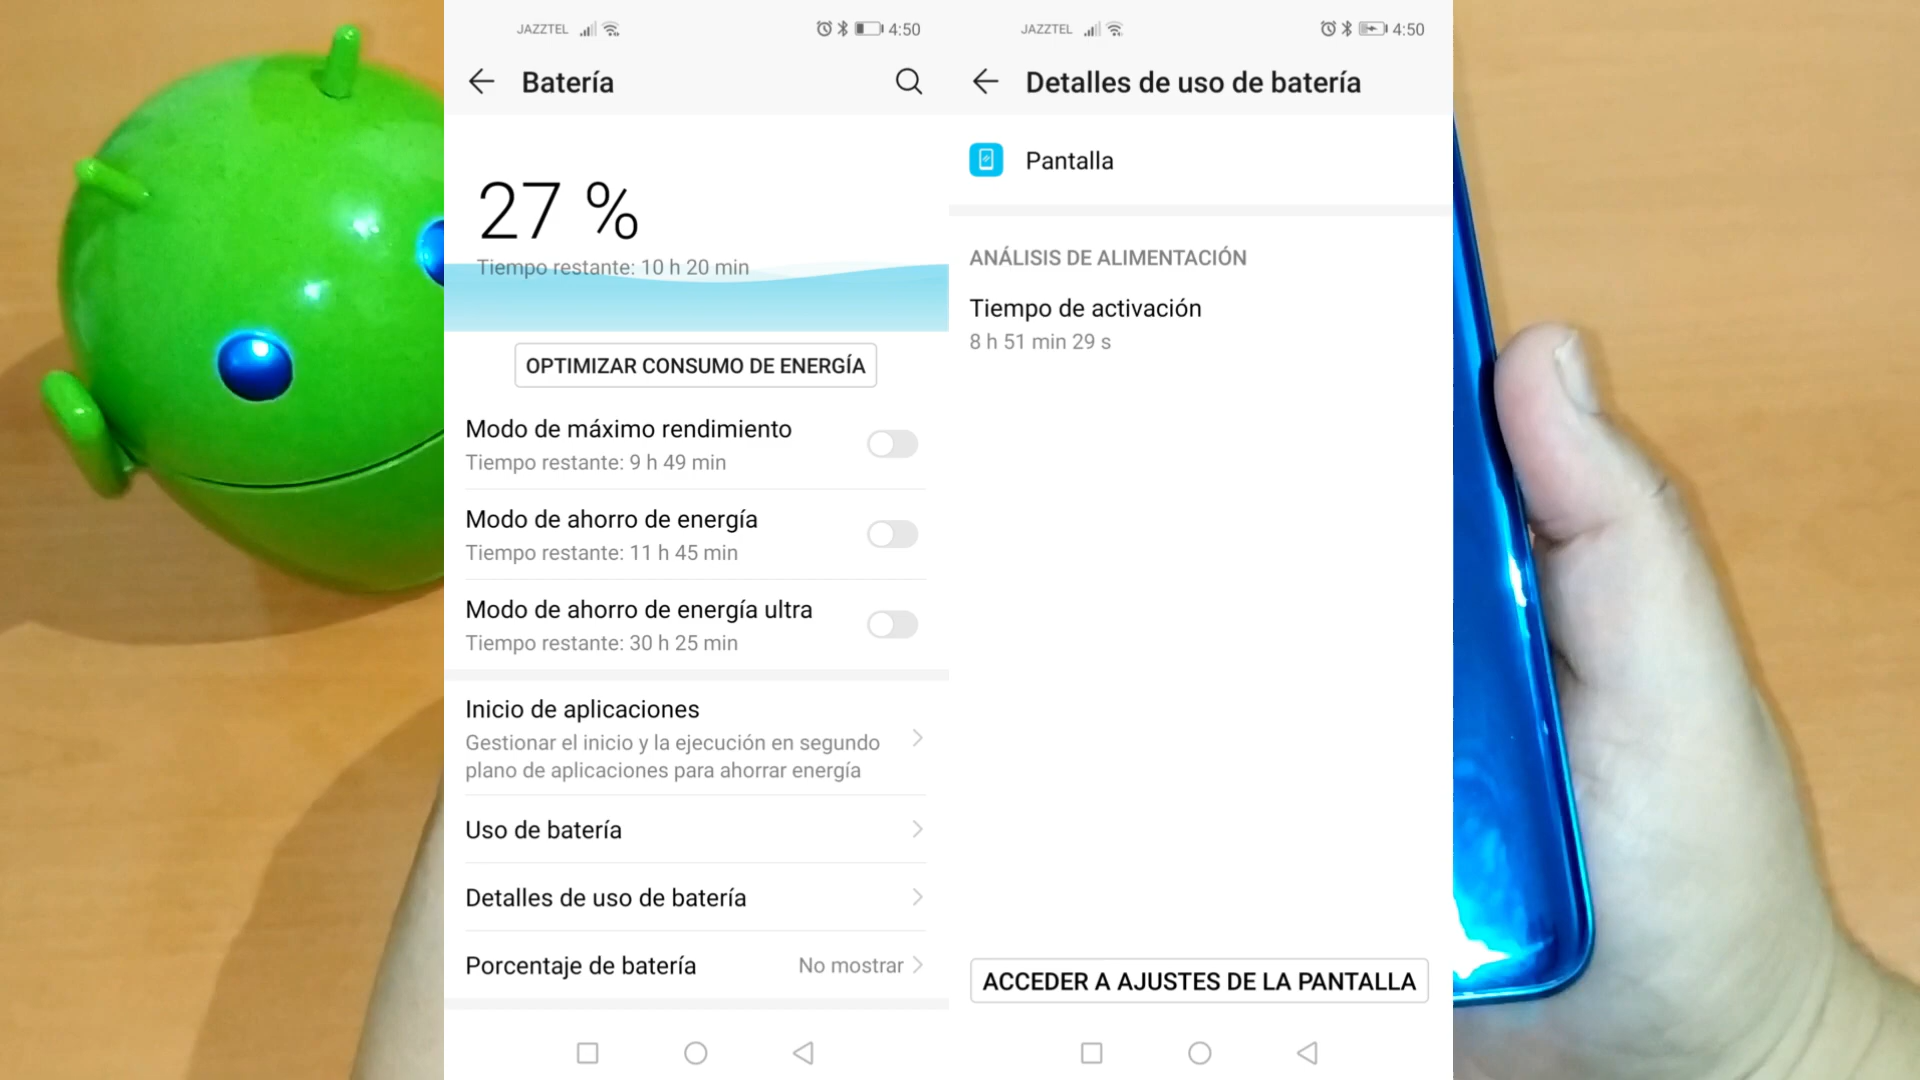 JAZZTEL 4:50
Batería
27 %
Tiempo restante: 10 h 20 min
OPTIMIZAR CONSUMO DE ENERGÍA
Modo de máximo rendimiento
Tiempo restante: 9 h 49 min
Modo de ahorro de energía
Tiempo restante: 11 h 45 min
Modo de ahorro de energía ultra
Tiempo restante: 30 h 25 min
Inicio de aplicaciones
Gestionar el inicio y la ejecución en segundo
plano de aplicaciones para ahorrar energía
Uso de batería
Detalles de uso de batería
Porcentaje de batería No mostrar
JAZZTEL 4:50
Detalles de uso de batería
Pantalla
ANÁLISIS DE ALIMENTACIÓN
Tiempo de activación
8 h 51 min 29 s
ACCEDER A AJUSTES DE LA PANTALLA